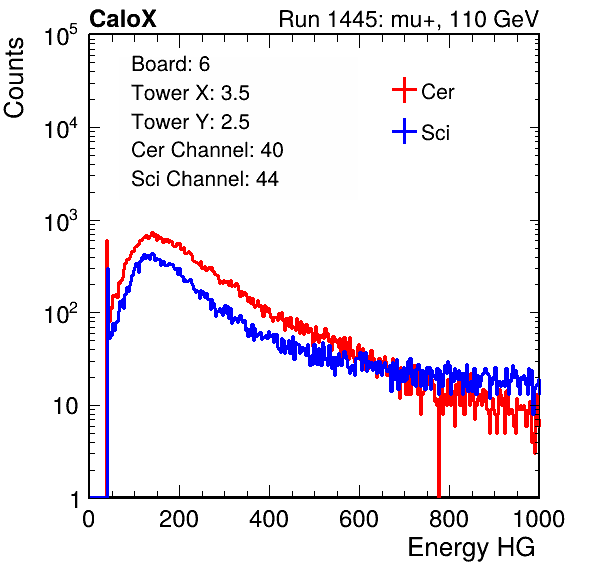 CaloX Run 1445: mu+, 110 GeV
Counts
10^5
10^4
10^3
10^2
10
1
Board: 6
Tower X: 3.5
Tower Y: 2.5
Cer Channel: 40
Sci Channel: 44
Cer
Sci
0 200 400 600 800 1000
Energy HG